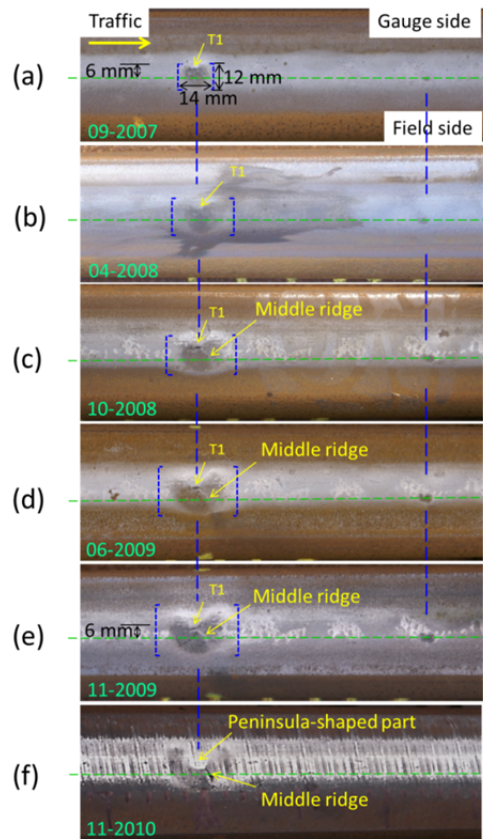 Traffic
Gauge side
(a)
T1
6 mm
12 mm
14 mm
09-2007
Field side
(b)
T1
04-2008
(c)
T1
Middle ridge
10-2008
(d)
T1
Middle ridge
06-2009
(e)
T1
Middle ridge
6 mm
11-2009
(f)
Peninsula-shaped part
Middle ridge
11-2010